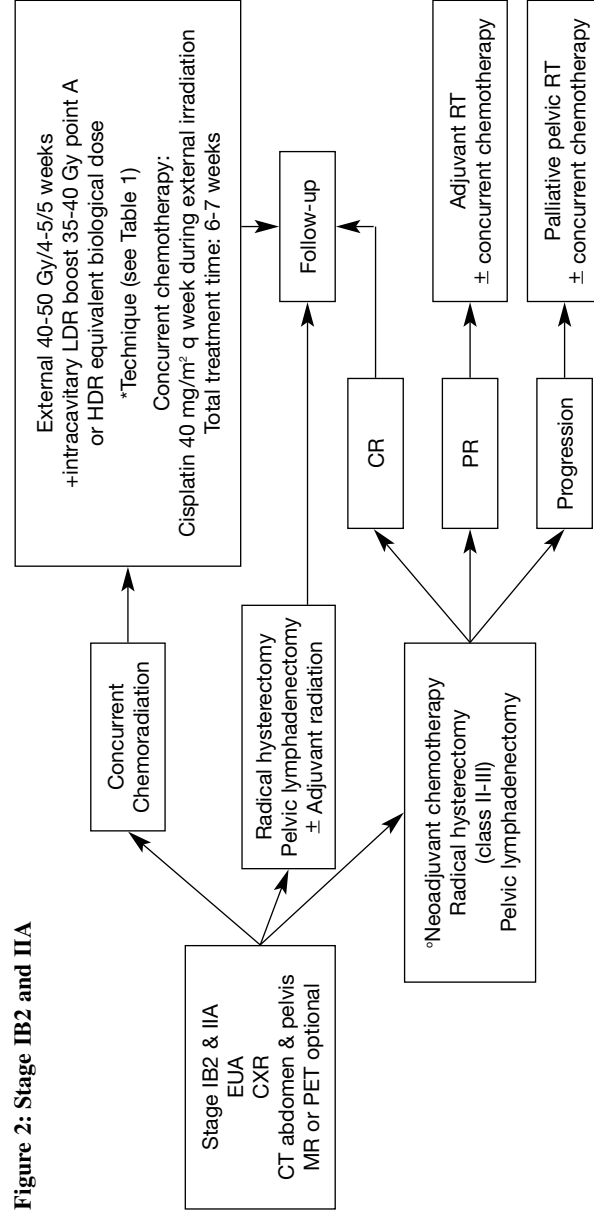 Figure 2: Stage IB2 and IIA
Stage IB2 & IIA
EUA
CXR
CT abdomen & pelvis
MR or PET optional
Concurrent
Chemoradiation
External 40-50 Gy/4-5/5 weeks
+intracavitary LDR boost 35-40 Gy point A
or HDR equivalent biological dose
*Technique (see Table 1)
Concurrent chemotherapy:
Cisplatin 40 mg/m² q week during external irradiation
Total treatment time: 6-7 weeks
Radical hysterectomy
Pelvic lymphadenectomy
± Adjuvant radiation
Follow-up
°Neoadjuvant chemotherapy
Radical hysterectomy
(class II-III)
Pelvic lymphadenectomy
CR
PR
Adjuvant RT
± concurrent chemotherapy
Progression
Palliative pelvic RT
± concurrent chemotherapy